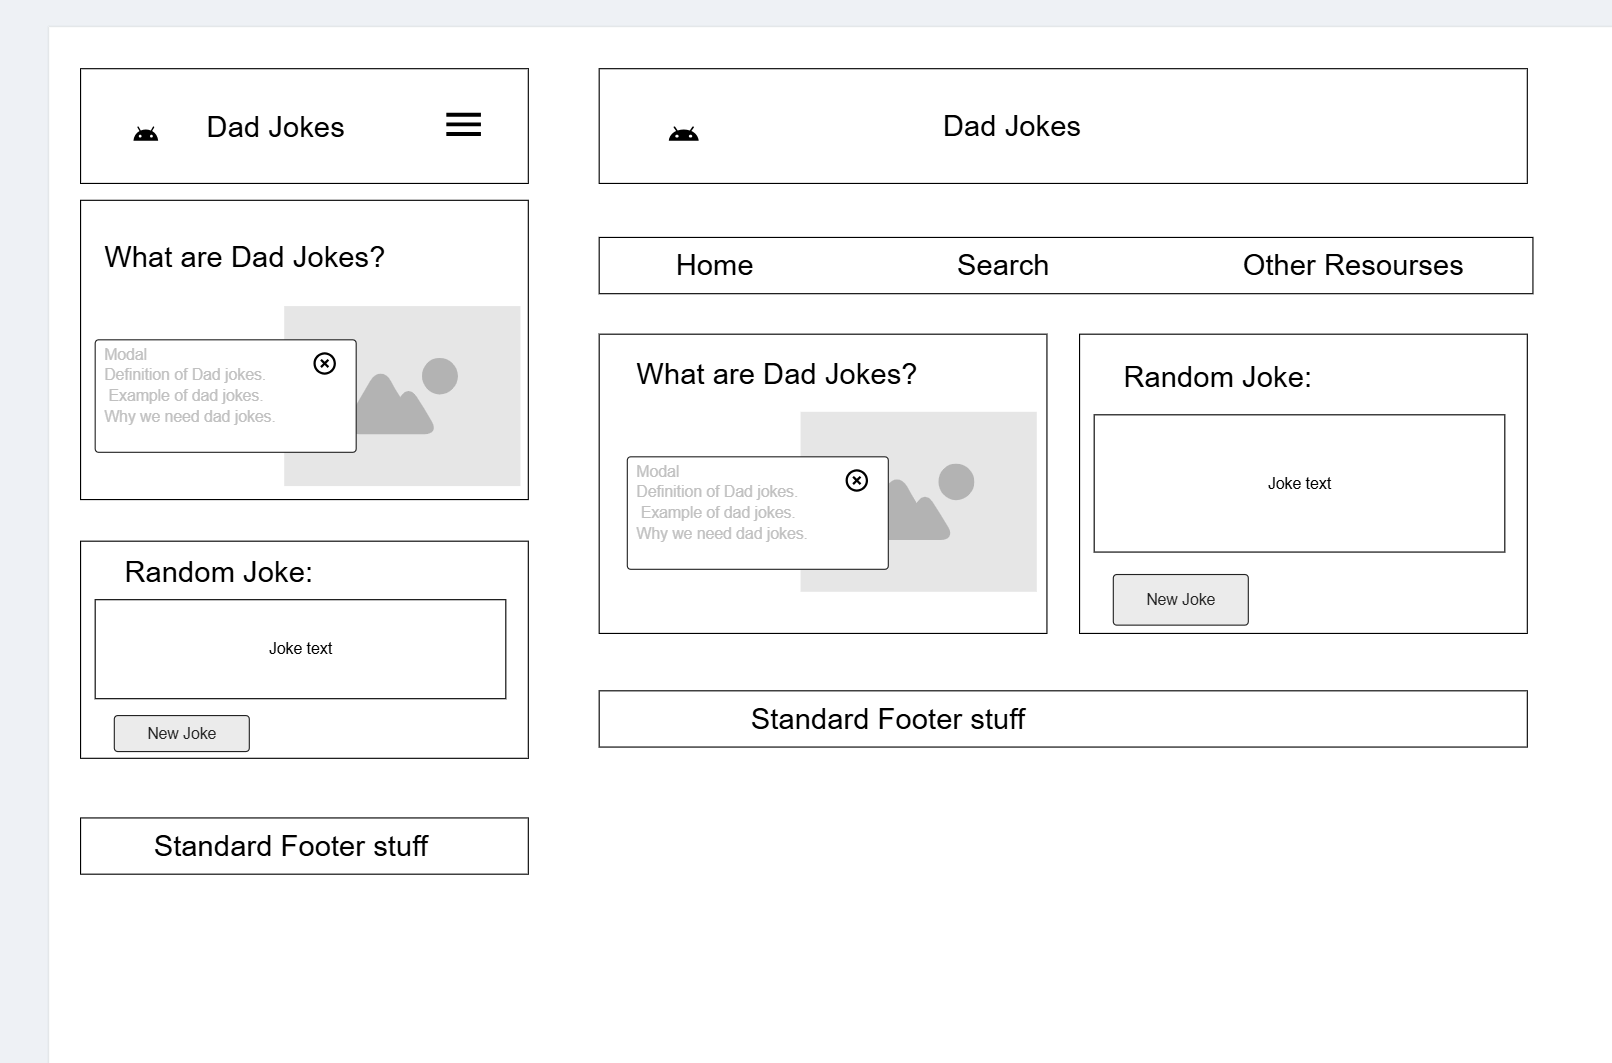 Dad Jokes
What are Dad Jokes?
Modal
Definition of Dad jokes.
Example of dad jokes.
Why we need dad jokes.
Random Joke:
Joke text
New Joke
Standard Footer stuff
Dad Jokes
Home
Search
Other Resourses
What are Dad Jokes?
Modal
Definition of Dad jokes.
Example of dad jokes.
Why we need dad jokes.
Random Joke:
Joke text
New Joke
Standard Footer stuff